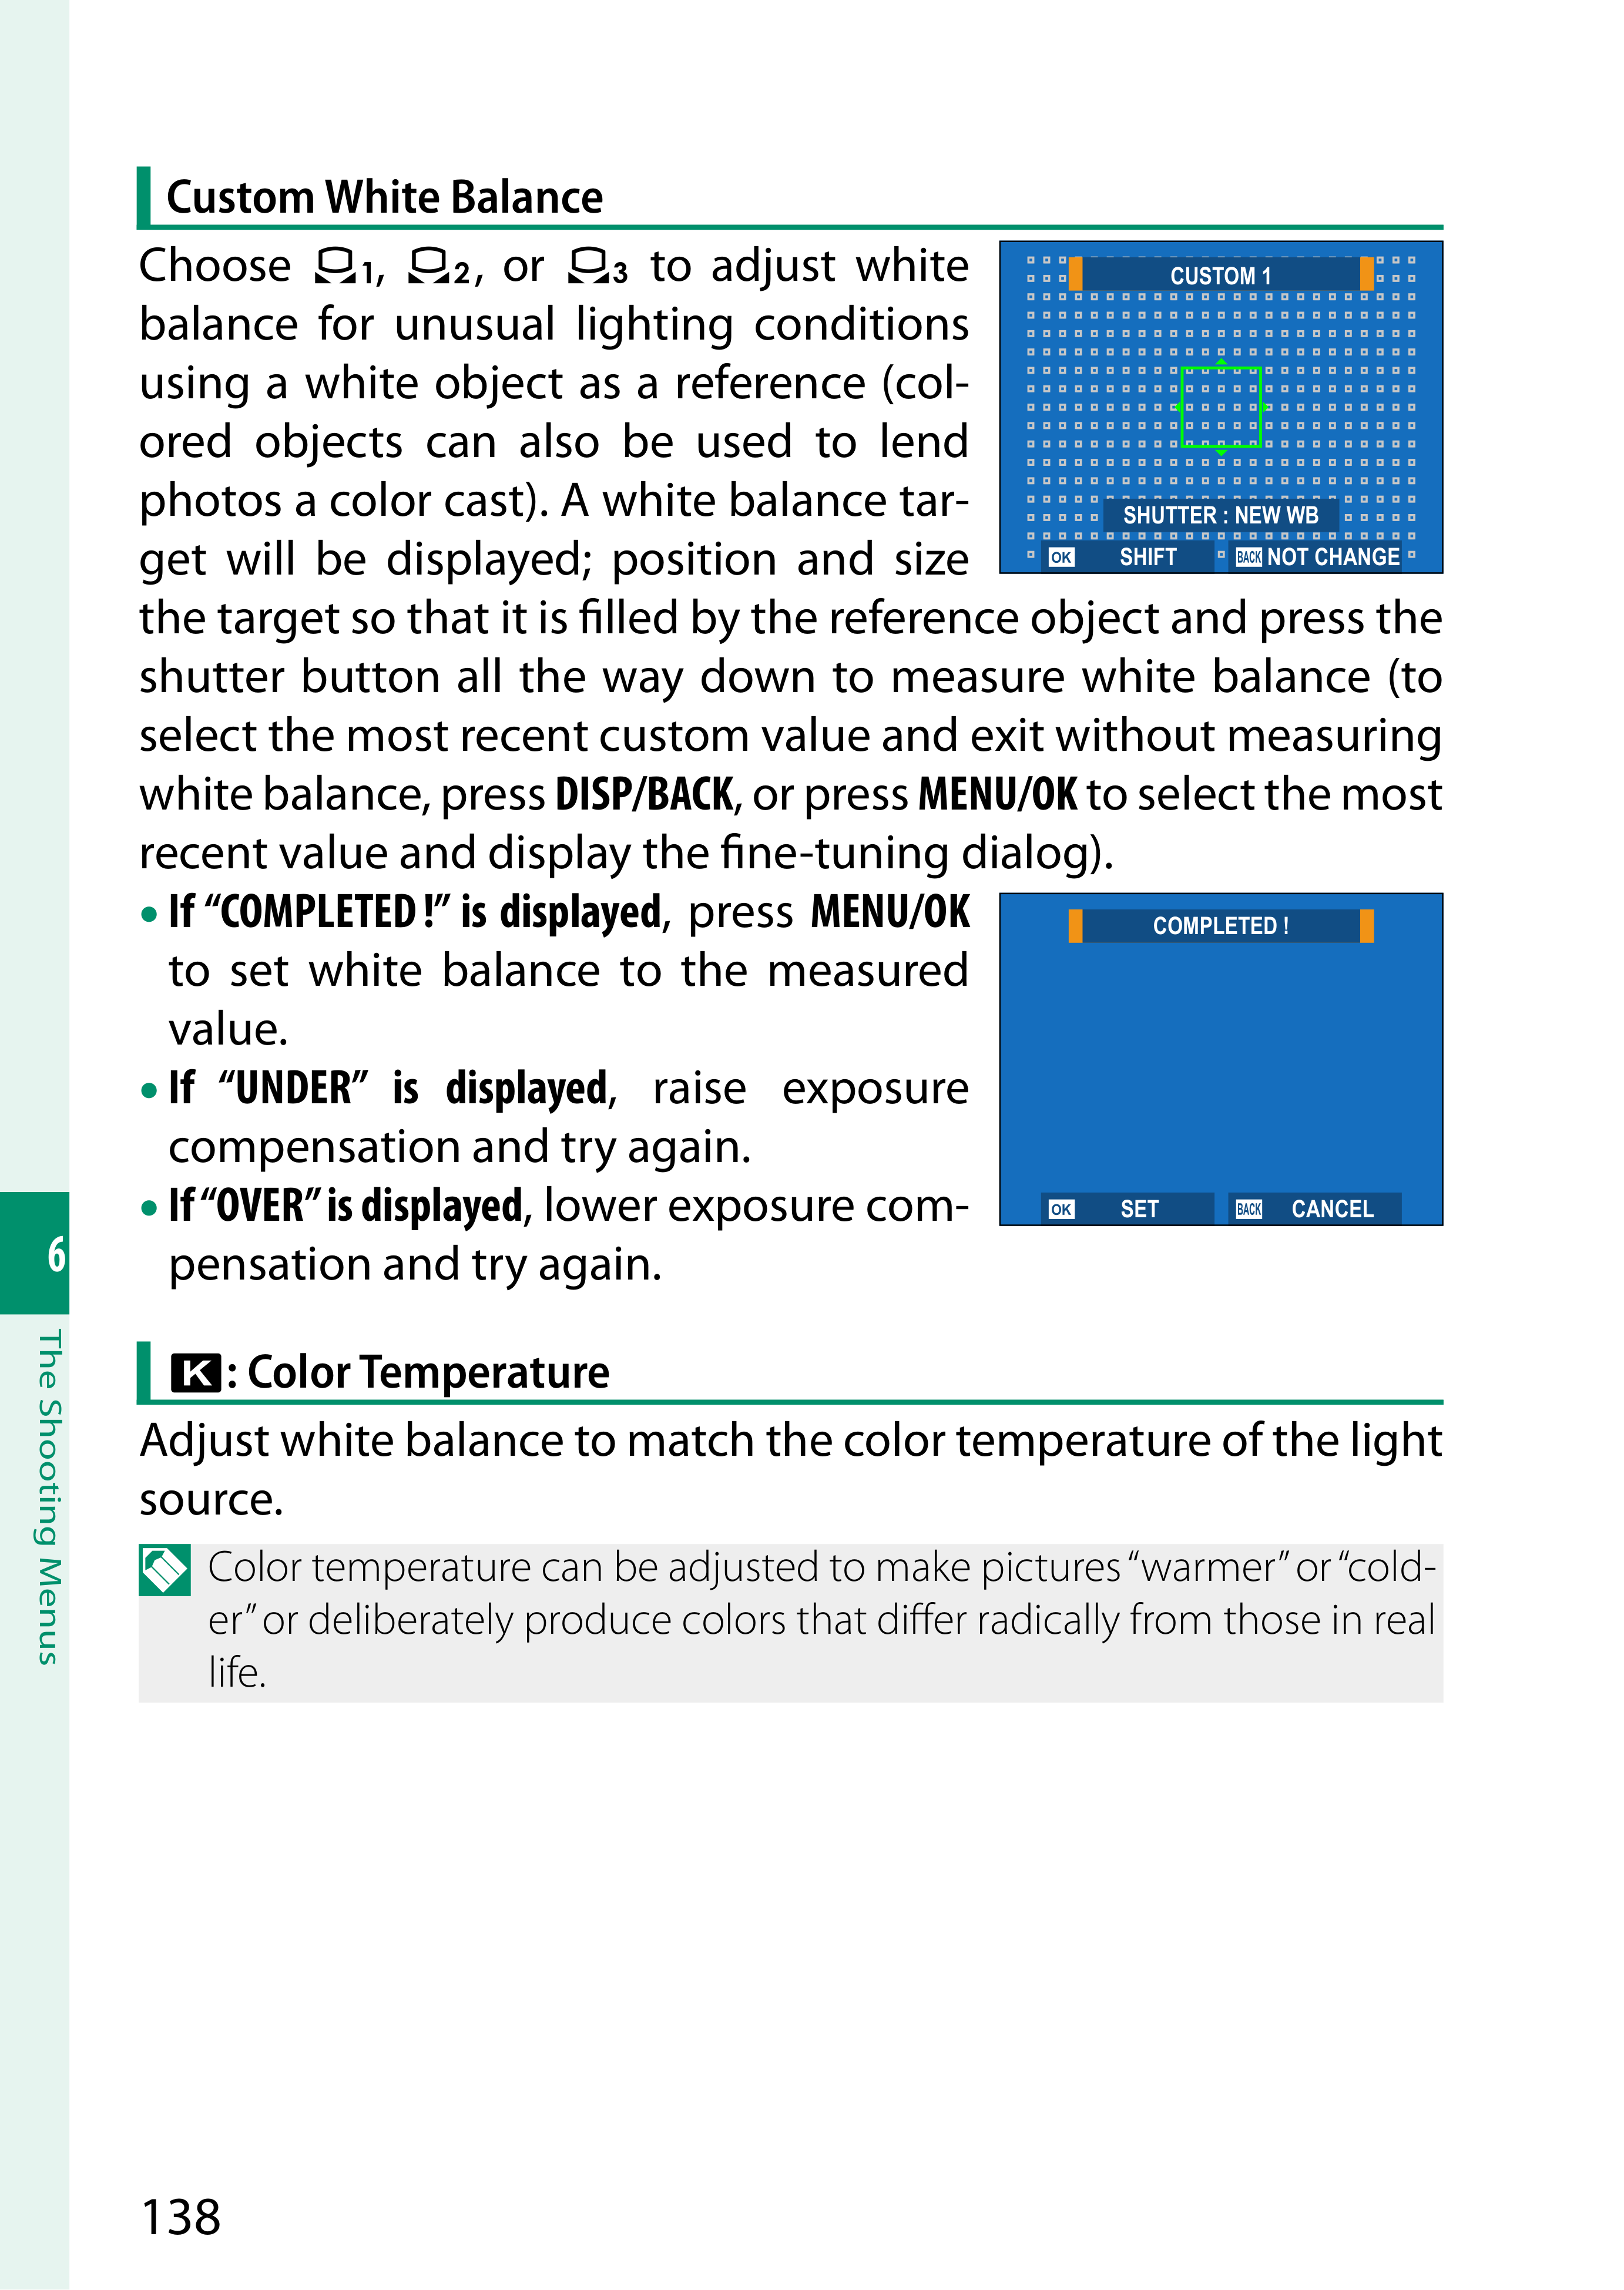 Custom White Balance
Choose 1, 2, or 3 to adjust white
balance for unusual lighting conditions
using a white object as a reference (col-
ored objects can also be used to lend
photos a color cast). A white balance tar-
get will be displayed; position and size
the target so that it is filled by the reference object and press the
shutter button all the way down to measure white balance (to
select the most recent custom value and exit without measuring
white balance, press DISP/BACK, or press MENU/OK to select the most
recent value and display the fine-tuning dialog).
CUSTOM 1
SHUTTER : NEW WB
OK SHIFT BACK NOT CHANGE
• If “COMPLETED !” is displayed, press MENU/OK
to set white balance to the measured
value.
• If “UNDER” is displayed, raise exposure
compensation and try again.
• If “OVER” is displayed, lower exposure com-
pensation and try again.
COMPLETED !
OK SET BACK CANCEL
K: Color Temperature
Adjust white balance to match the color temperature of the light
source.
Color temperature can be adjusted to make pictures “warmer” or “cold-
er” or deliberately produce colors that differ radically from those in real
life.
6
The Shooting Menus
138